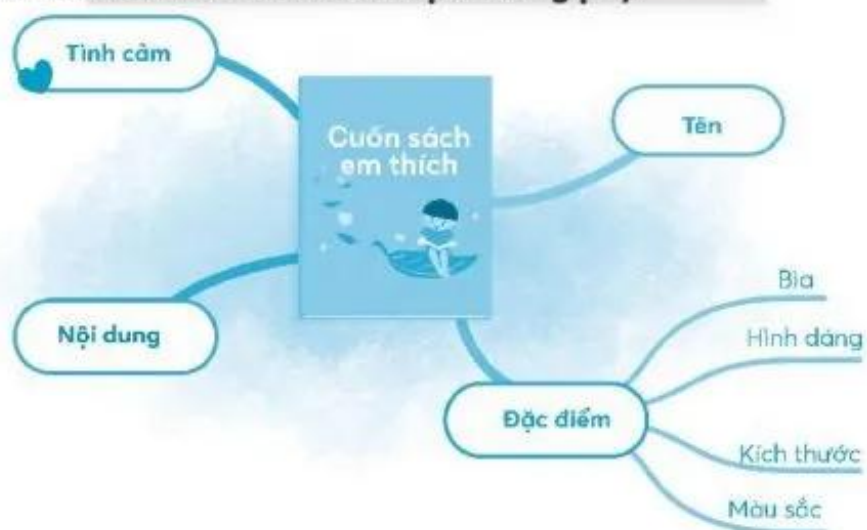 Tình cảm
Cuốn sách
em thích
Tên
Nội dung
Đặc điểm
Bìa
Hình dáng
Kích thước
Màu sắc